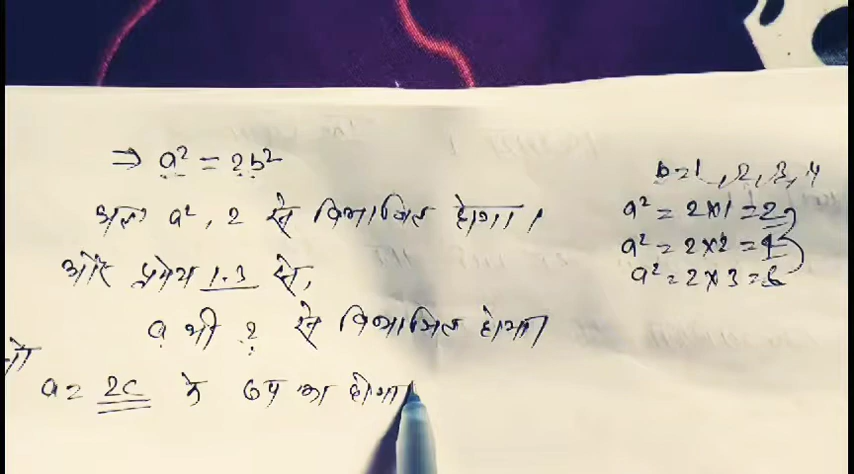 ⇒ a² = 2b²
अतः a², 2 से विभाजित होगा।
और प्रमेय 1.3 से,
a भी 2 से विभाजित होगा
तो
a = 2c के रूप का होगा
b=1, 2, 3, 4
a² = 2×1 = 2
a² = 2×2 = 4
a² = 2×3 = 6